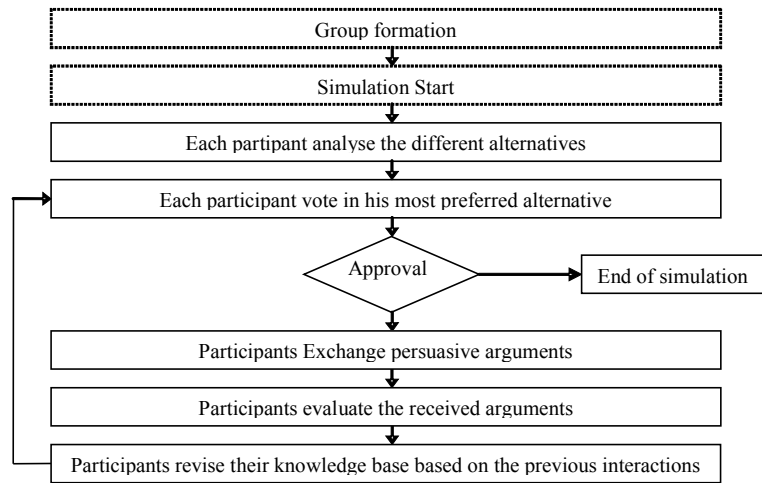 Group formation
Simulation Start
Each partipant analyse the different alternatives
Each participant vote in his most preferred alternative
Approval
End of simulation
Participants Exchange persuasive arguments
Participants evaluate the received arguments
Participants revise their knowledge base based on the previous interactions